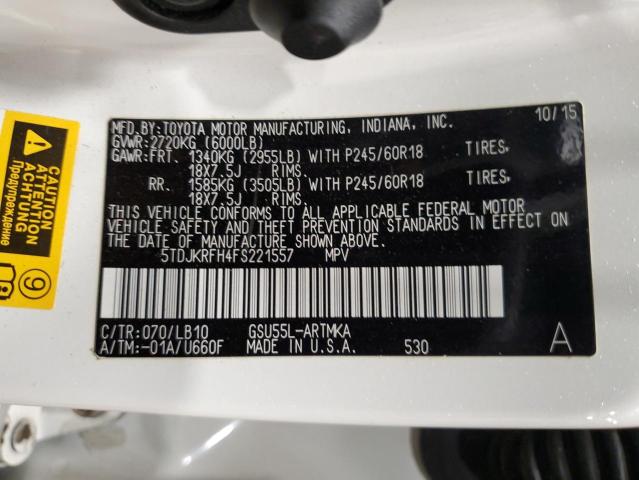 MFD.BY:TOYOTA MOTOR MANUFACTURING, INDIANA, INC. 10/15
GVWR:2720KG (6000LB)
GAWR:FRT. 1340KG (2955LB) WITH P245/60R18 TIRES,
18X7.5J RIMS.
RR. 1585KG (3505LB) WITH P245/60R18 TIRES,
18X7.5J RIMS.
THIS VEHICLE CONFORMS TO ALL APPLICABLE FEDERAL MOTOR
VEHICLE SAFETY AND THEFT PREVENTION STANDARDS IN EFFECT ON
THE DATE OF MANUFACTURE SHOWN ABOVE.
5TDJKRFH4FS221557 MPV
C/TR:070/LB10 GSU55L-ARTMKA
A/TM:-01A/U660F MADE IN U.S.A. 530 A
CAUTION
ATTENTION
ACHTUNG
Предупреждение
9